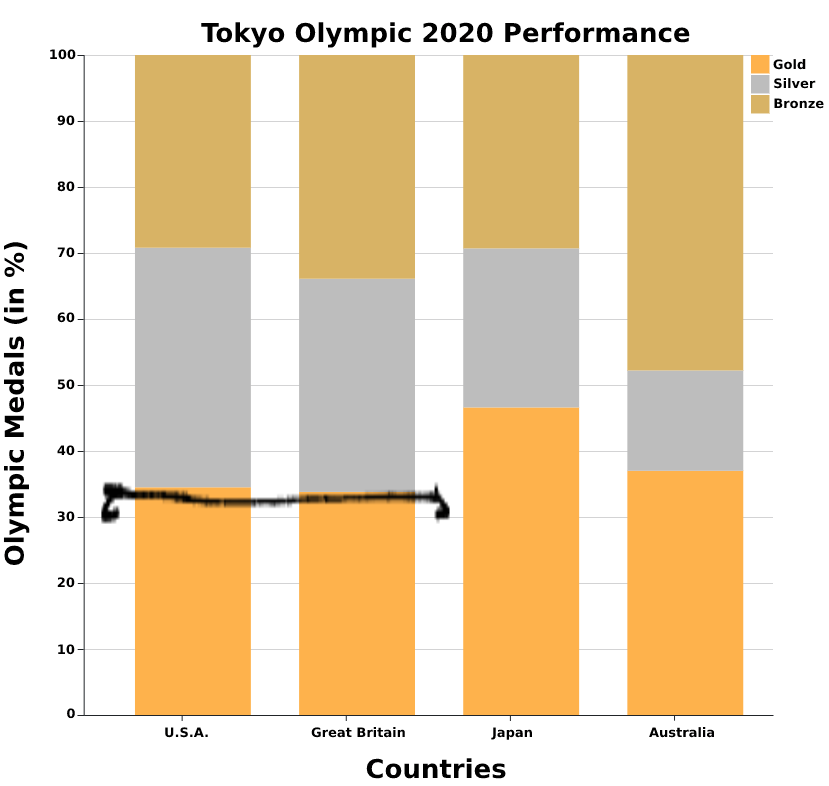 Tokyo Olympic 2020 Performance
Gold
Silver
Bronze
Olympic Medals (in %)
100
90
80
70
60
50
40
30
20
10
0
U.S.A.
Great Britain
Japan
Australia
Countries